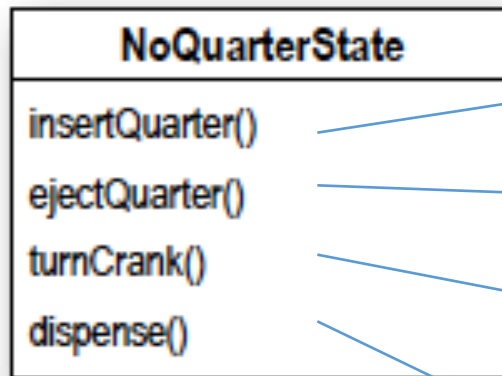 NoQuarterState
insertQuarter()
ejectQuarter()
turnCrank()
dispense()